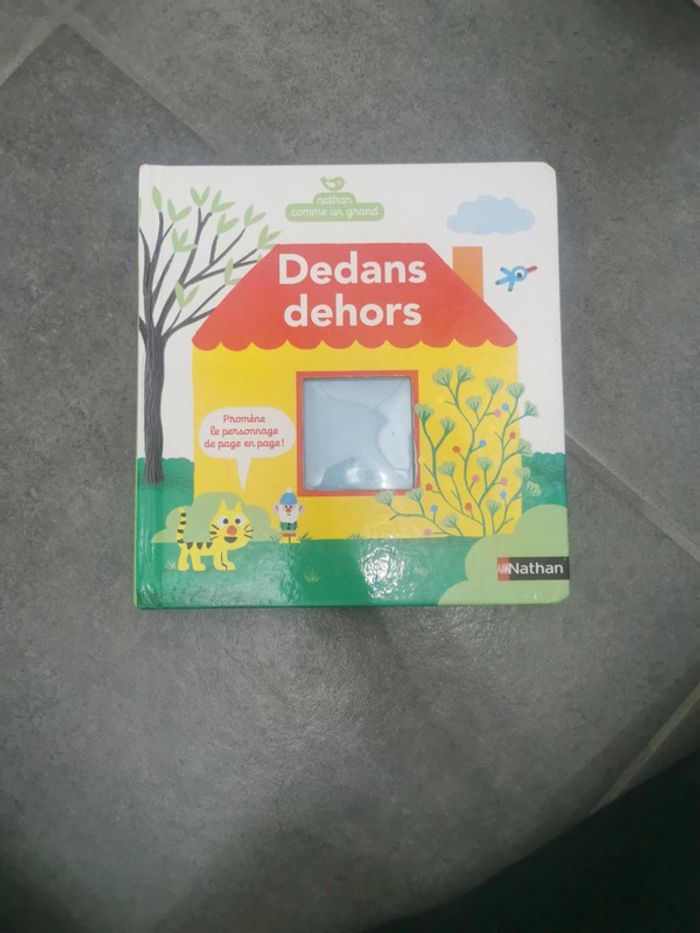 nathan
comme un grand
Dedans
dehors
Promène
le personnage
de page en page !
Nathan